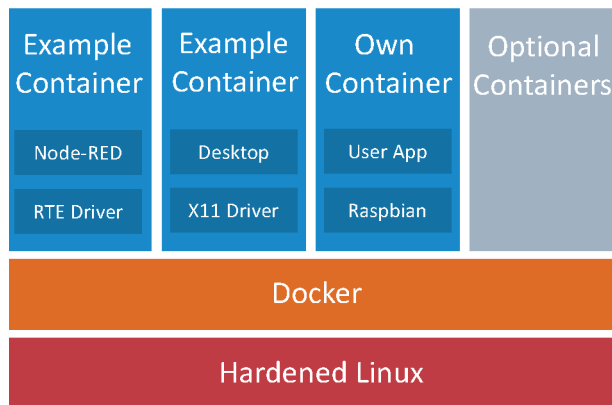 Example
Container
Node-RED
RTE Driver
Example
Container
Desktop
X11 Driver
Own
Container
User App
Raspbian
Optional
Containers
Docker
Hardened Linux